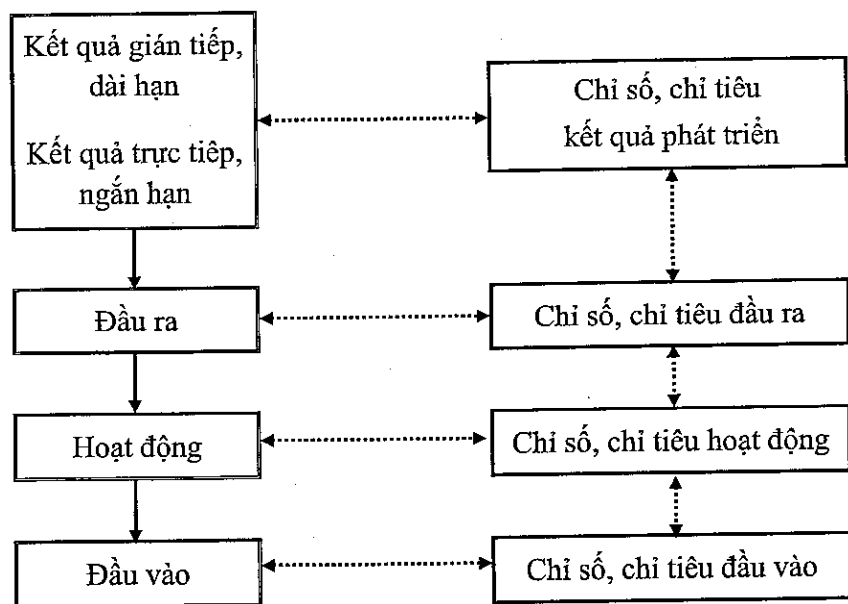 Kết quả gián tiếp,
dài hạn
Kết quả trực tiêp,
ngắn hạn
Chỉ số, chỉ tiêu
kết quả phát triển
Đầu ra
Chỉ số, chỉ tiêu đầu ra
Hoạt động
Chỉ số, chỉ tiêu hoạt động
Đầu vào
Chỉ số, chỉ tiêu đầu vào